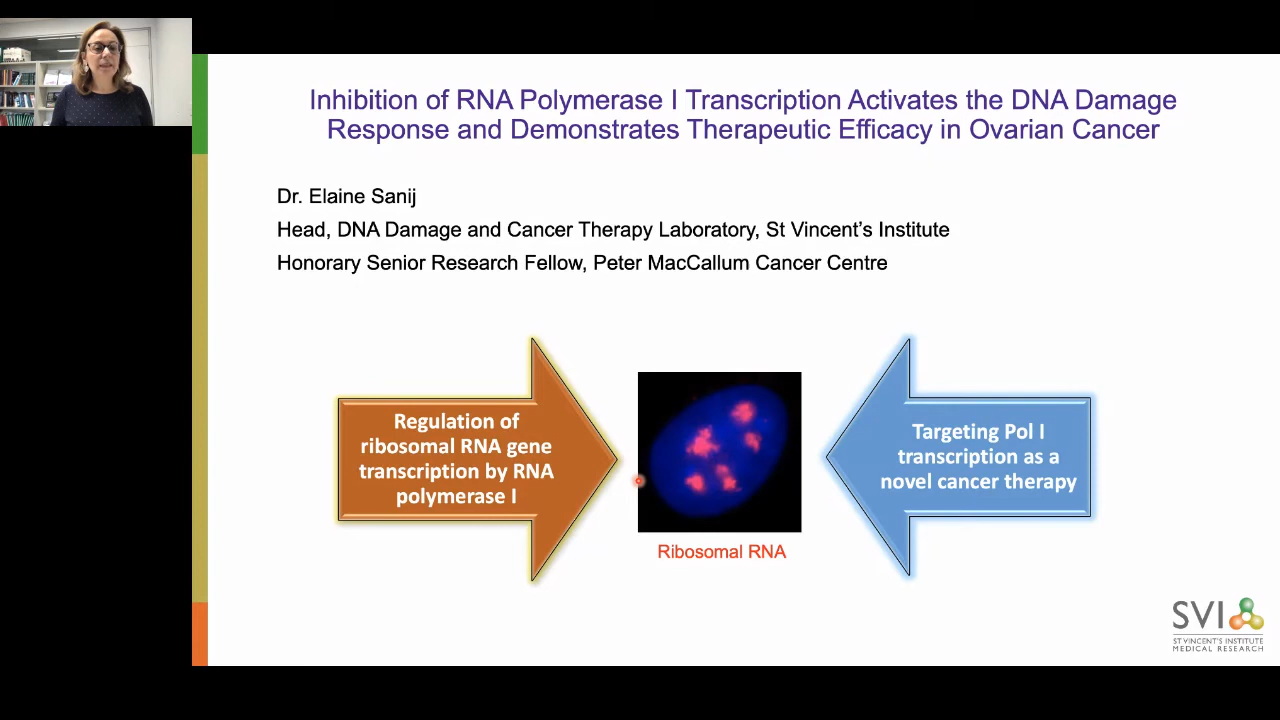 Inhibition of RNA Polymerase I Transcription Activates the DNA Damage
Response and Demonstrates Therapeutic Efficacy in Ovarian Cancer
Dr. Elaine Sanij
Head, DNA Damage and Cancer Therapy Laboratory, St Vincent's Institute
Honorary Senior Research Fellow, Peter MacCallum Cancer Centre
Regulation of
ribosomal RNA gene
transcription by RNA
polymerase I
Ribosomal RNA
Targeting Pol I
transcription as a
novel cancer therapy
SVI
ST VINCENT'S INSTITUTE
MEDICAL RESEARCH